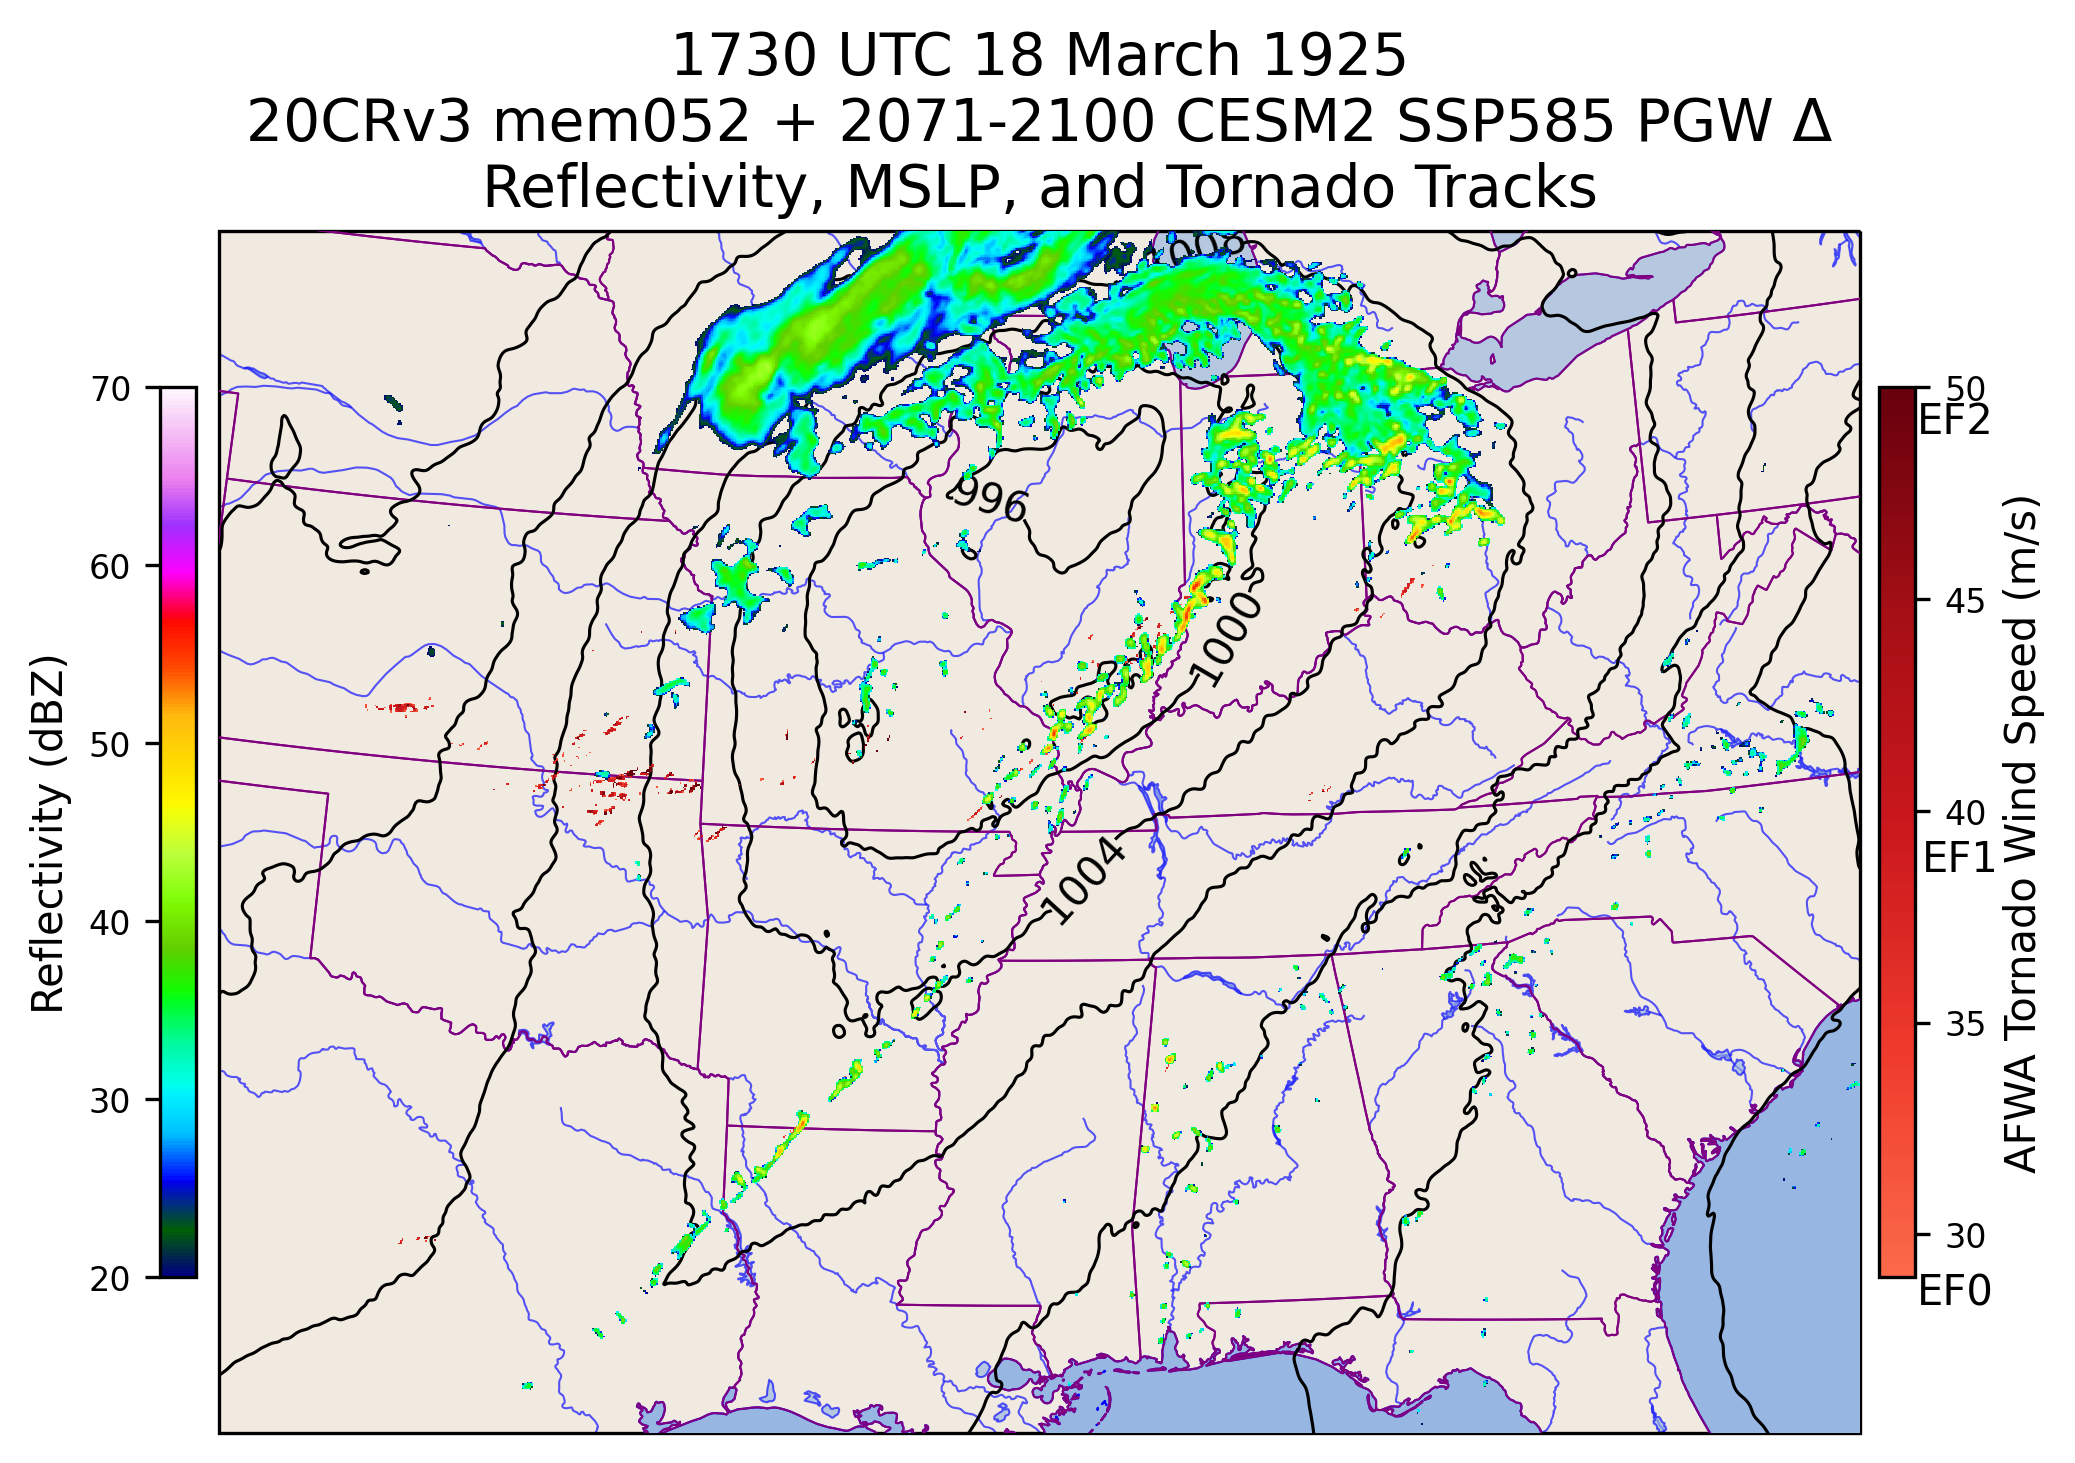 1730 UTC 18 March 1925
20CRv3 mem052 + 2071-2100 CESM2 SSP585 PGW Δ
Reflectivity, MSLP, and Tornado Tracks
Reflectivity (dBZ)
70
60
50
40
30
20
1008
996
1000
1004
50
EF2
45
40
EF1
35
30
EF0
AFWA Tornado Wind Speed (m/s)